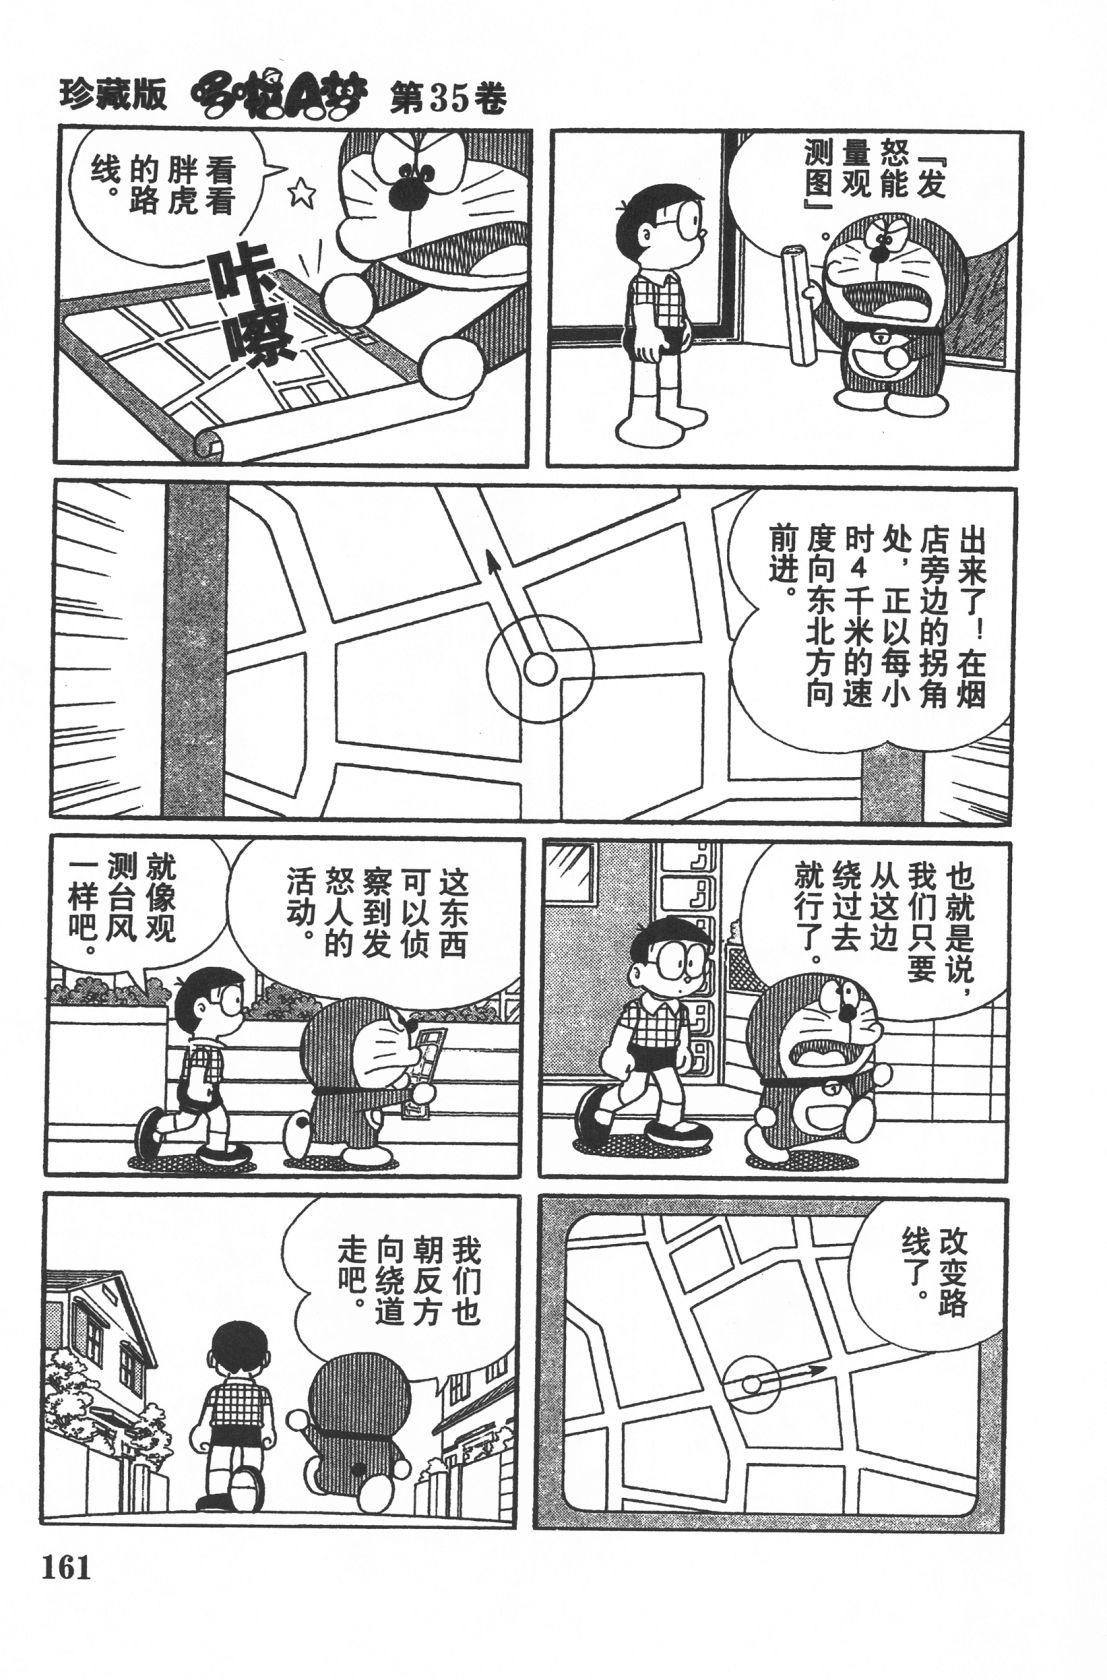 珍藏版 哆啦A梦 第35卷
『发
怒能
量观
测图』。
看看
胖虎
的路
线。
咔嚓
出来了！在烟
店旁边的拐角
处，正以每小
时4千米的速
度向东北方向
前进。
也就是说，
我们只要
从这边
绕过去
就行了。
这东西
可以侦
察到发
怒人的
活动。
就像观
测台风
一样吧。
改变路
线了。
我们也
朝反方
向绕道
走吧。
161